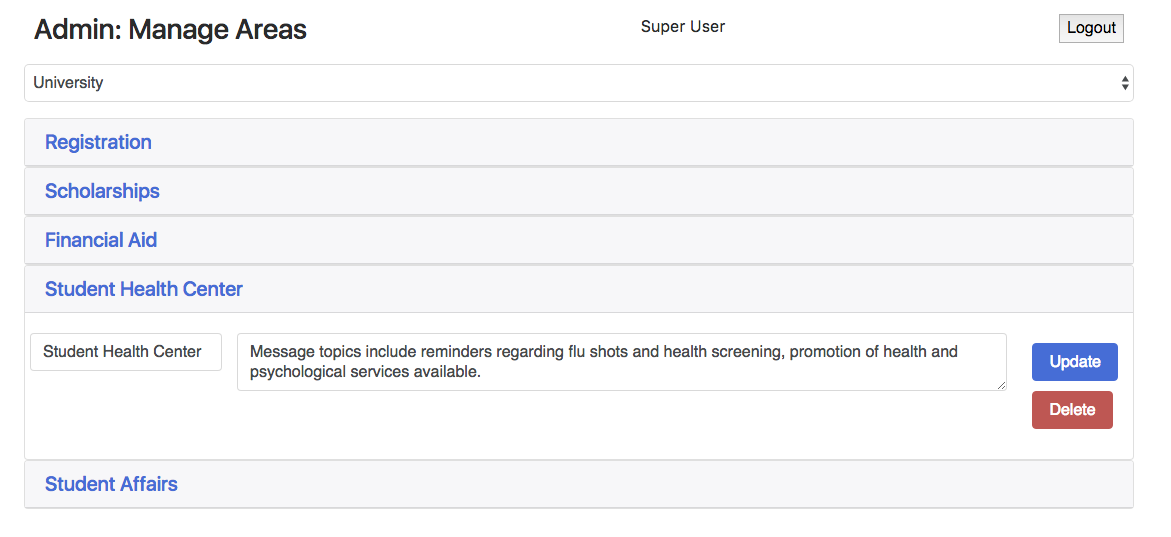 Admin: Manage Areas
Super User
Logout
University
Registration
Scholarships
Financial Aid
Student Health Center
Student Health Center
Message topics include reminders regarding flu shots and health screening, promotion of health and
psychological services available.
Update
Delete
Student Affairs